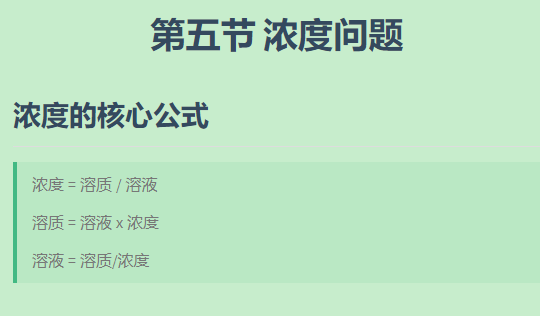 第五节 浓度问题
浓度的核心公式
浓度 = 溶质 / 溶液
溶质 = 溶液 x 浓度
溶液 = 溶质/浓度